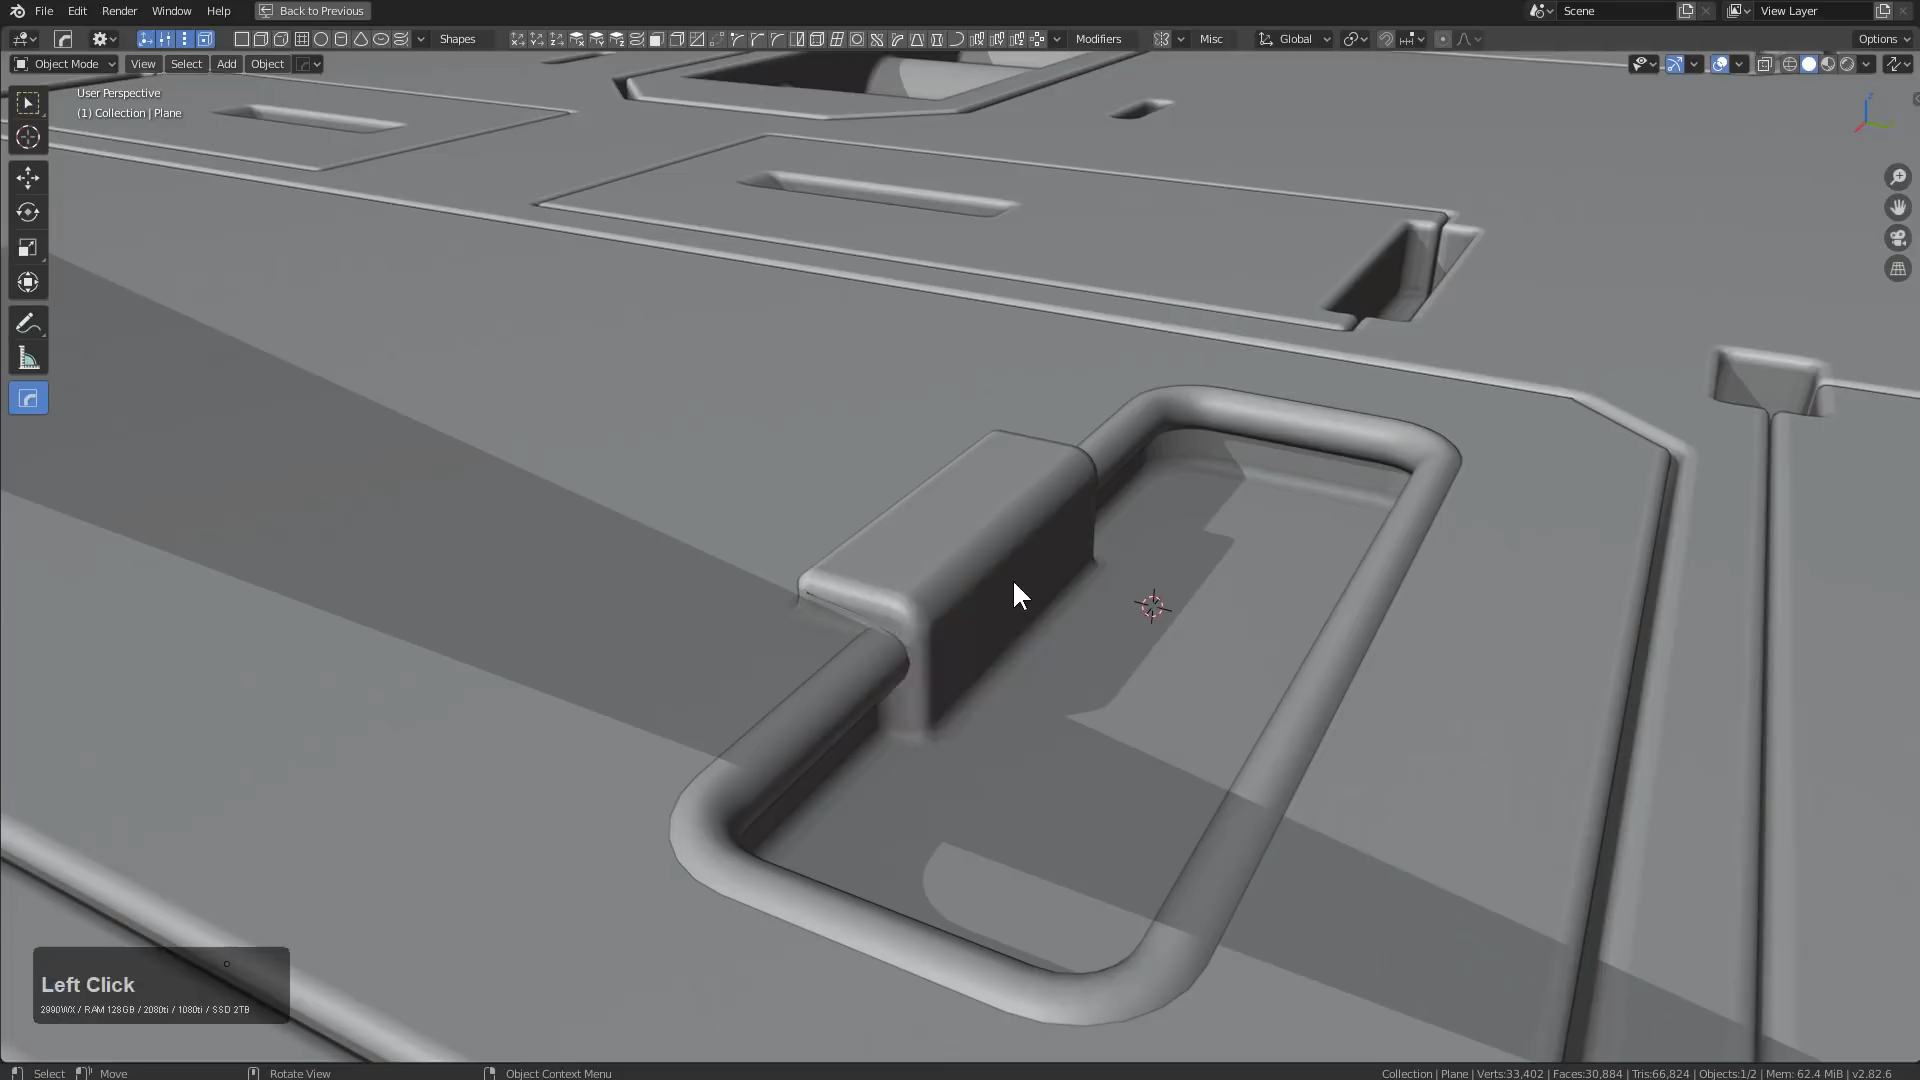 File Edit Render Window Help Back to Previous Scene View Layer
Shapes Modifiers Global Misc Options
Object Mode View Select Add Object
User Perspective
(1) Collection | Plane
Left Click
2990WX / RAM 128GB / 2080ti / 1080ti / SSD 2TB
Select Move Rotate View Object Context Menu Collection | Plane | Verts:33,402 | Faces:30,884 | Tris:66,824 | Objects:1/2 | Mem: 62.4 MiB | v2.82.6